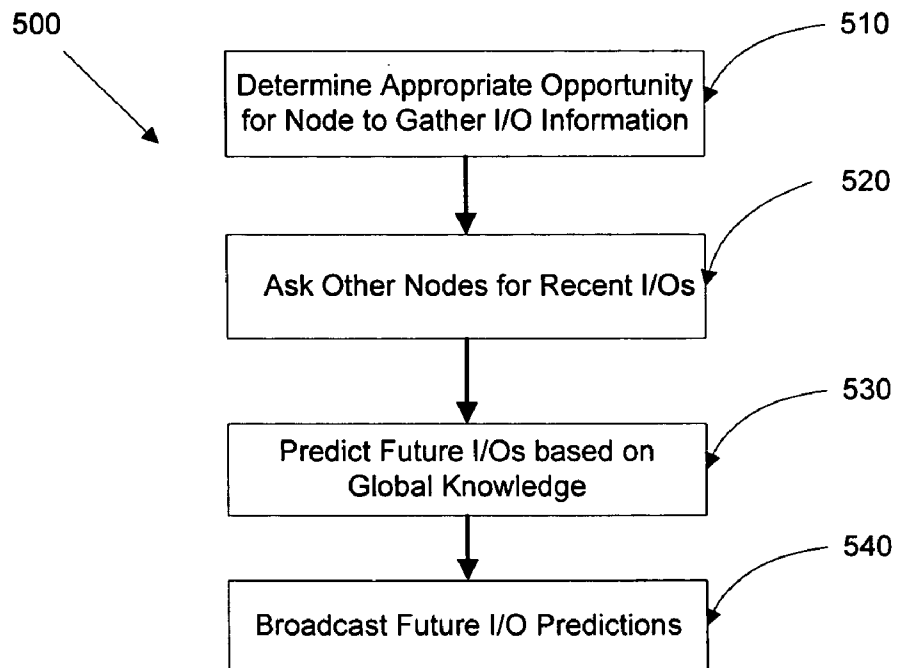 500
510
Determine Appropriate Opportunity
for Node to Gather I/O Information
520
Ask Other Nodes for Recent I/Os
530
Predict Future I/Os based on
Global Knowledge
540
Broadcast Future I/O Predictions